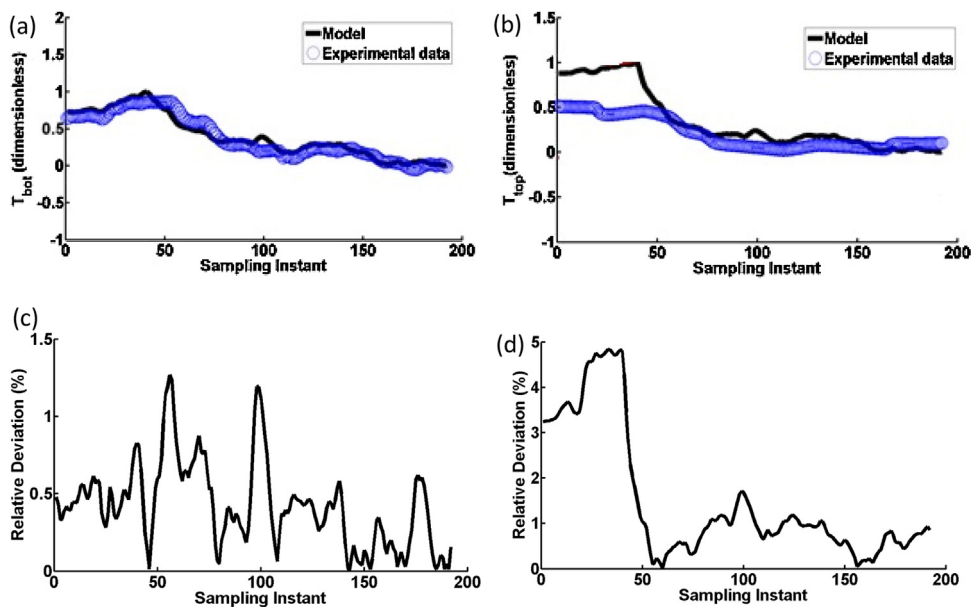 (a)
2
1.5
1
0.5
0
-0.5
-1
T_bot (dimensionless)
Model
Experimental data
0 50 100 150 200
Sampling Instant
(b)
1.5
1
0.5
0
-0.5
-1
T_top(dimensionless)
Model
Experimental data
0 50 100 150 200
Sampling Instant
(c)
1.5
1
0.5
0
Relative Deviation (%)
0 50 100 150 200
Sampling Instant
(d)
5
4
3
2
1
0
Relative Deviation (%)
0 50 100 150 200
Sampling Instant